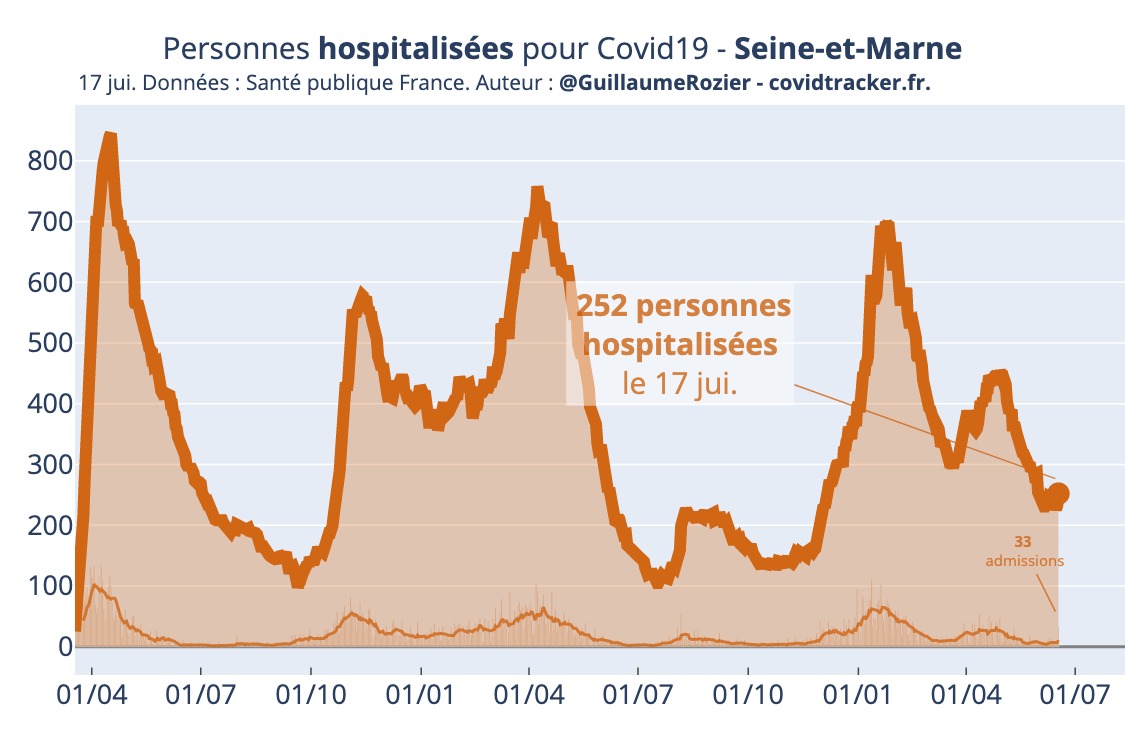 Personnes hospitalisées pour Covid19 - Seine-et-Marne
17 jui. Données : Santé publique France. Auteur : @GuillaumeRozier - covidtracker.fr.
800
700
600
500
400
300
200
100
0
252 personnes
hospitalisées
le 17 jui.
33
admissions
01/04 01/07 01/10 01/01 01/04 01/07 01/10 01/01 01/04 01/07